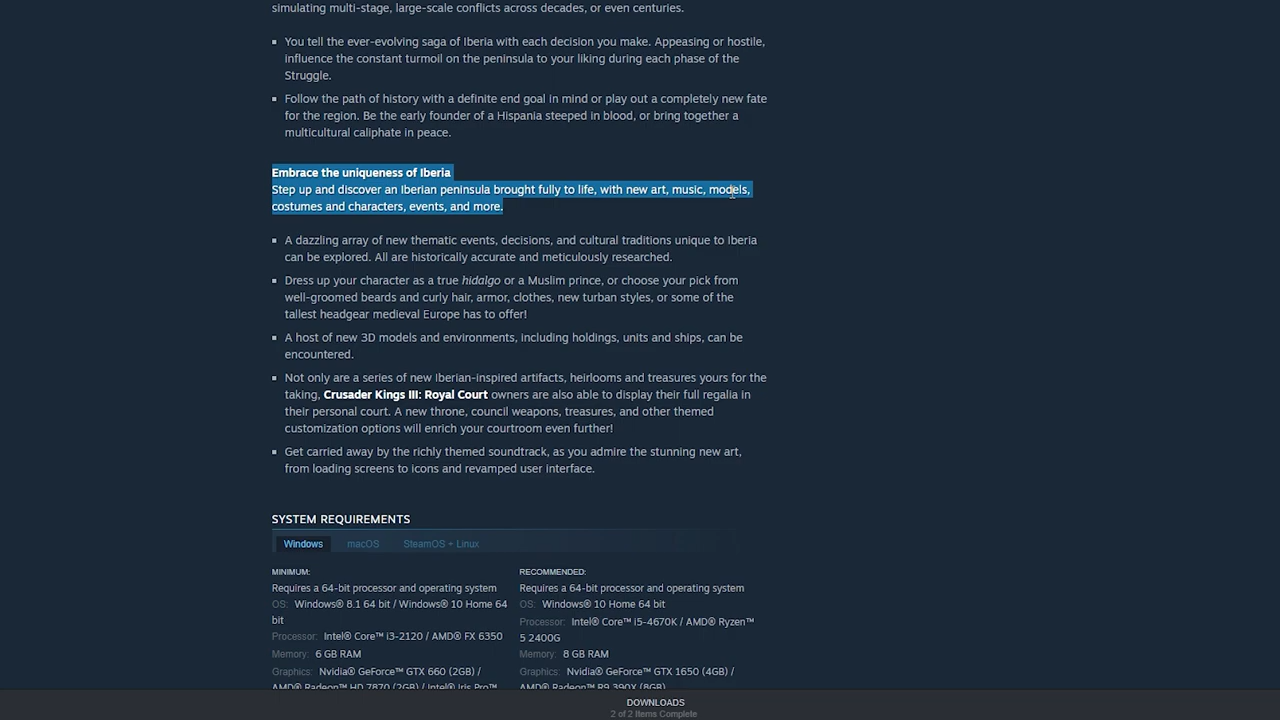 simulating multi-stage, large-scale conflicts across decades, or even centuries.
You tell the ever-evolving saga of Iberia with each decision you make. Appeasing or hostile,
influence the constant turmoil on the peninsula to your liking during each phase of the
Struggle.
Follow the path of history with a definite end goal in mind or play out a completely new fate
for the region. Be the early founder of a Hispania steeped in blood, or bring together a
multicultural caliphate in peace.
Embrace the uniqueness of Iberia
Step up and discover an Iberian peninsula brought fully to life, with new art, music, models,
costumes and characters, events, and more.
A dazzling array of new thematic events, decisions, and cultural traditions unique to Iberia
can be explored. All are historically accurate and meticulously researched.
Dress up your character as a true hidalgo or a Muslim prince, or choose your pick from
well-groomed beards and curly hair, armor, clothes, new turban styles, or some of the
tallest headgear medieval Europe has to offer!
A host of new 3D models and environments, including holdings, units and ships, can be
encountered.
Not only are a series of new Iberian-inspired artifacts, heirlooms and treasures yours for the
taking, Crusader Kings III: Royal Court owners are also able to display their full regalia in
their personal court. A new throne, council weapons, treasures, and other themed
customization options will enrich your courtroom even further!
Get carried away by the richly themed soundtrack, as you admire the stunning new art,
from loading screens to icons and revamped user interface.
SYSTEM REQUIREMENTS
Windows macOS SteamOS + Linux
MINIMUM:
Requires a 64-bit processor and operating system
OS: Windows® 8.1 64 bit / Windows® 10 Home 64
bit
Processor: Intel® Core™ i3-2120 / AMD® FX 6350
Memory: 6 GB RAM
Graphics: Nvidia® GeForce™ GTX 660 (2GB) /
AMD® Radeon™ HD 7870 (2GB) / Intel® Iris Pro™
RECOMMENDED:
Requires a 64-bit processor and operating system
OS: Windows® 10 Home 64 bit
Processor: Intel® Core™ i5-4670K / AMD® Ryzen™
5 2400G
Memory: 8 GB RAM
Graphics: Nvidia® GeForce™ GTX 1650 (4GB) /
AMD® Radeon™ R9 390X (8GB)
DOWNLOADS
2 of 2 Items Complete